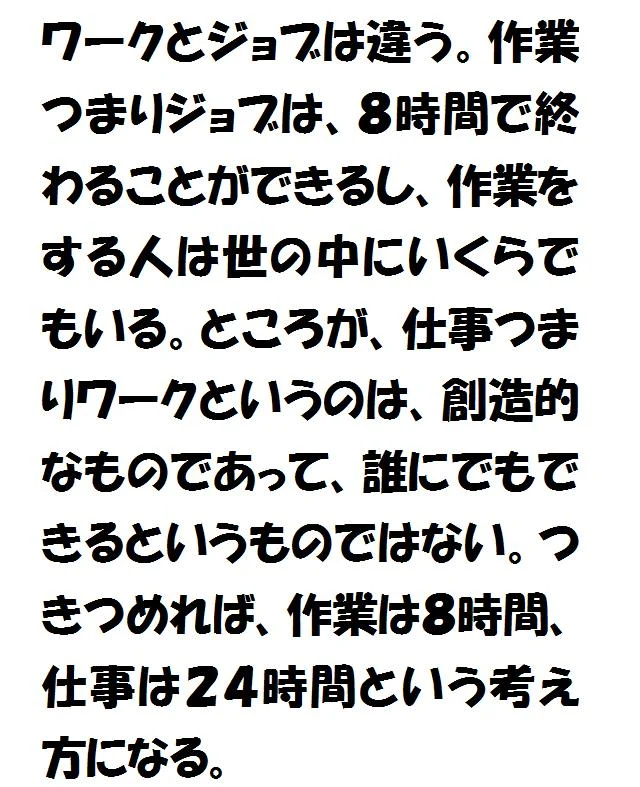 ワークとジョブは違う。作業
つまりジョブは、8時間で終
わることができるし、作業を
する人は世の中にいくらで
もいる。ところが、仕事つま
りワークというのは、創造的
なものであって、誰にでもで
きるというものではない。つ
きつめれば、作業は8時間、
仕事は24時間という考え
方になる。